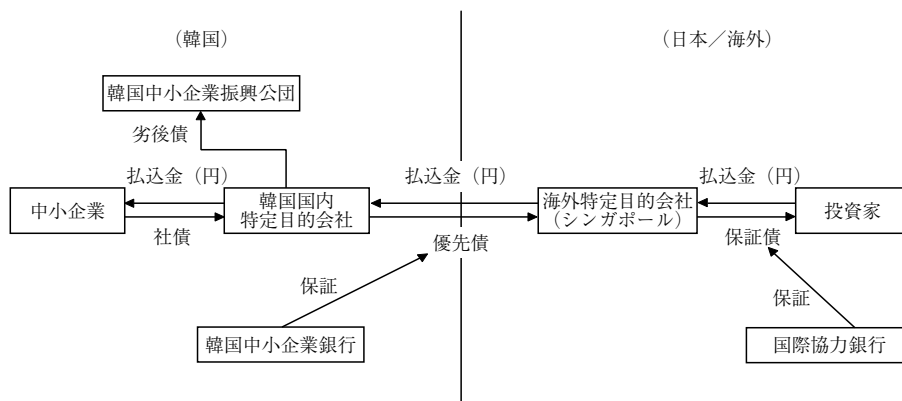 （韓国）
（日本／海外）
韓国中小企業振興公団
劣後債
払込金（円）
払込金（円）
払込金（円）
中小企業
韓国国内
特定目的会社
海外特定目的会社
（シンガポール）
投資家
社債
優先債
保証債
保証
保証
韓国中小企業銀行
国際協力銀行